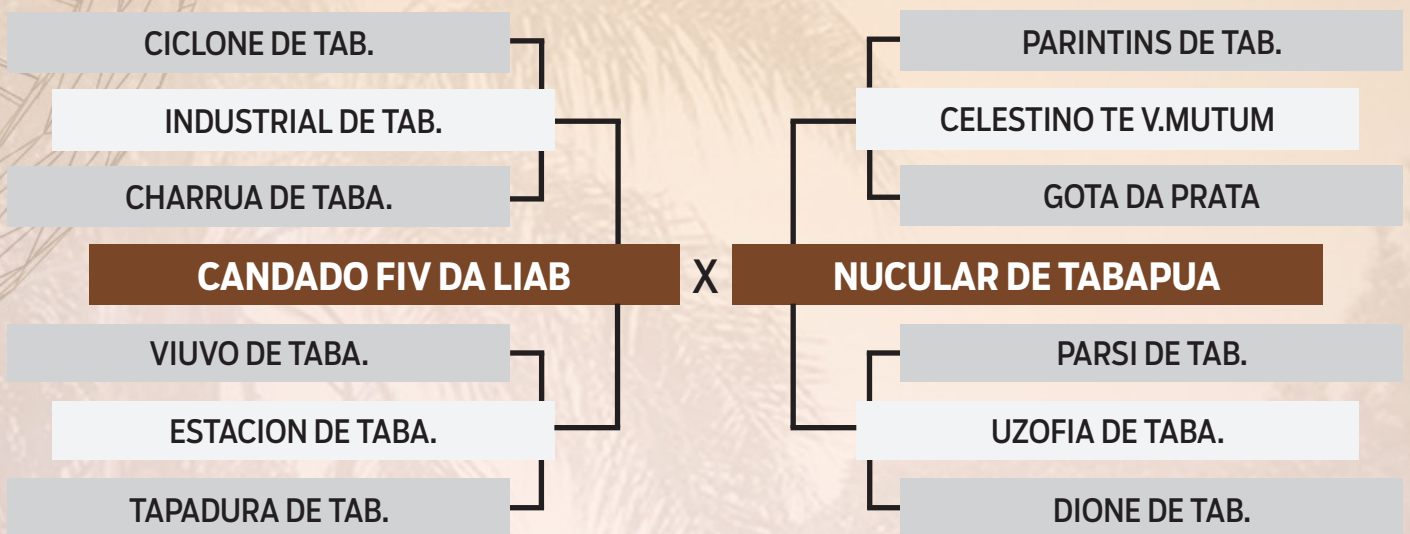 CICLONE DE TAB.
INDUSTRIAL DE TAB.
CHARRUA DE TABA.
CANDADO FIV DA LIAB
VIUVO DE TABA.
ESTACION DE TABA.
TAPADURA DE TAB.
X
PARINTINS DE TAB.
CELESTINO TE V.MUTUM
GOTA DA PRATA
NUCULAR DE TABAPUA
PARSI DE TAB.
UZOFIA DE TABA.
DIONE DE TAB.